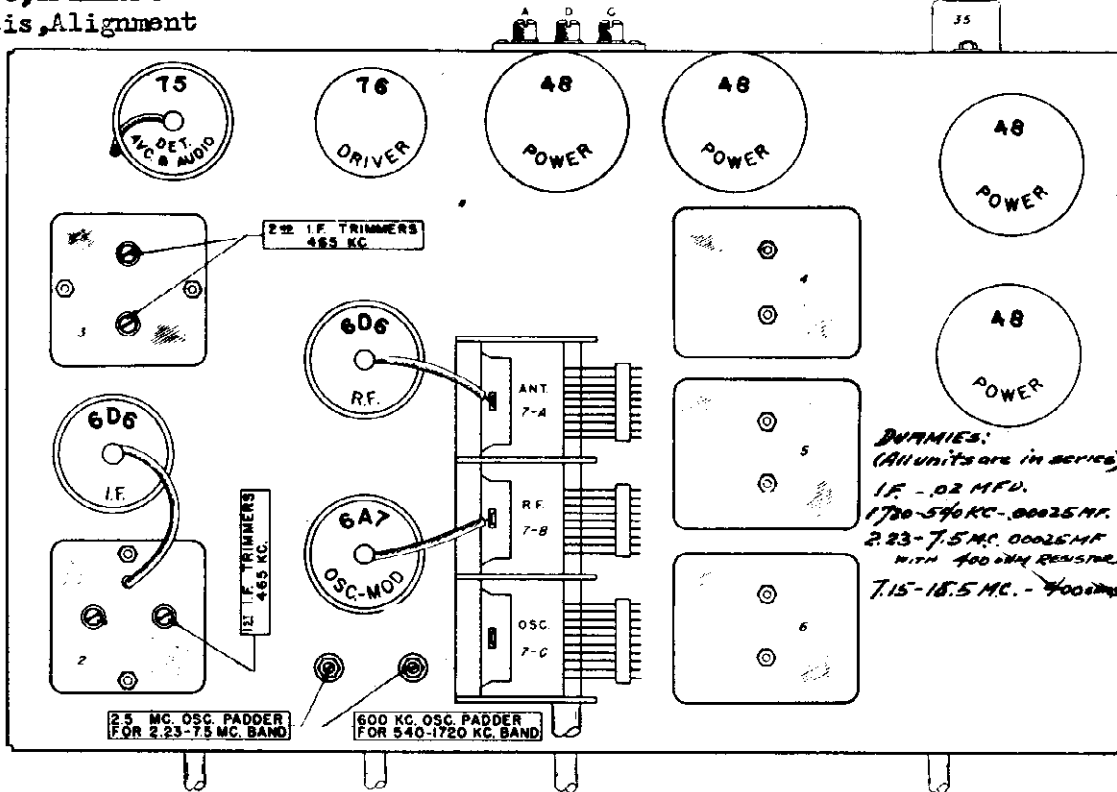 is,Alignment
A D G
35
75
DET.
AVC. & AUDIO
76
DRIVER
48
POWER
48
POWER
48
POWER
2ND I.F. TRIMMERS
465 KC
3
6D6
R.F.
ANT.
7-A
4
48
POWER
6D6
I.F.
1ST I.F. TRIMMERS
465 KC.
6A7
OSC-MOD
R.F.
7-B
5
DUMMIES:
(All units are in series)
I.F. - .02 MFD.
1720-540 KC - .00025 MF.
2.23-7.5 MC. .00025 MF
WITH 400 OHM RESISTOR
7.15-18.5 MC. - 400 ohms
2
OSC.
7-C
6
2.5 MC. OSC. PADDER
FOR 2.23-7.5 MC. BAND
600 KC. OSC. PADDER
FOR 540-1720 KC. BAND